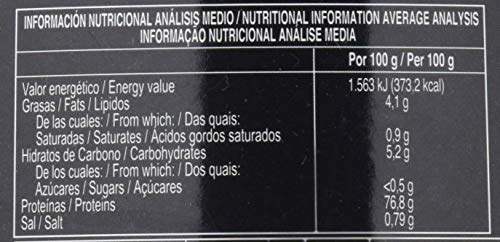 INFORMACIÓN NUTRICIONAL ANÁLISIS MEDIO / NUTRITIONAL INFORMATION AVERAGE ANALYSIS
INFORMAÇÃO NUTRICIONAL ANÁLISE MEDIA
Por 100 g / Per 100 g
Valor energético / Energy value 1.563 kJ (373,2 kcal)
Grasas / Fats / Lipidos 4,1 g
De las cuales: / From which: / Das quais:
Saturadas / Saturates / Ácidos gordos saturados 0,9 g
Hidratos de Carbono / Carbohydrates 5,2 g
De los cuales: / From which: / Dos quais:
Azúcares / Sugars / Açúcares <0,5 g
Proteínas / Proteins 76,8 g
Sal / Salt 0,79 g